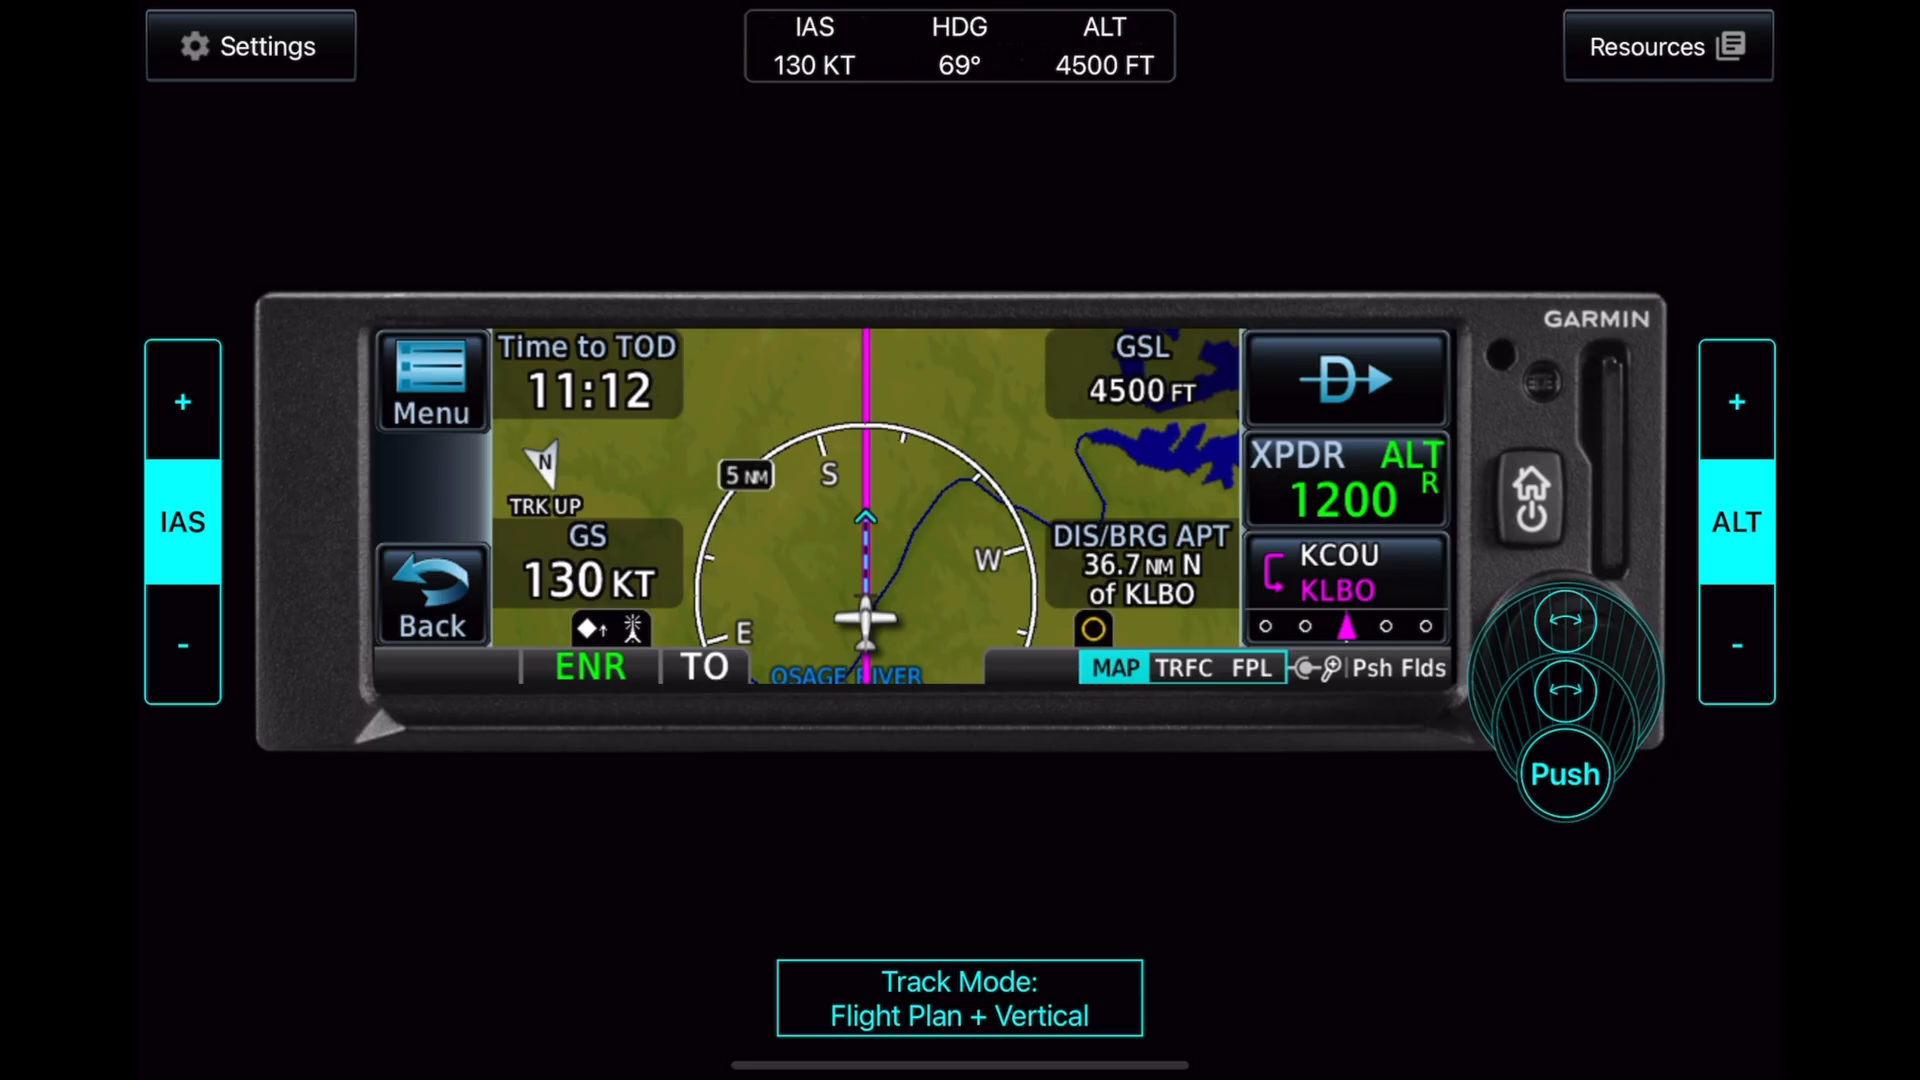 Settings
IAS HDG ALT
130 KT 69° 4500 FT
Resources
GARMIN
Menu
Time to TOD
11:12
N
TRK UP
GS
130 KT
Back
5 NM
S
W
E
GSL
4500 FT
DIS/BRG APT
36.7 NM N
of KLBO
D
XPDR ALT
1200 R
KCOU
KLBO
ENR TO
OSAGE RIVER
MAP TRFC FPL Psh Flds
+
IAS
-
+
ALT
-
Push
Track Mode:
Flight Plan + Vertical